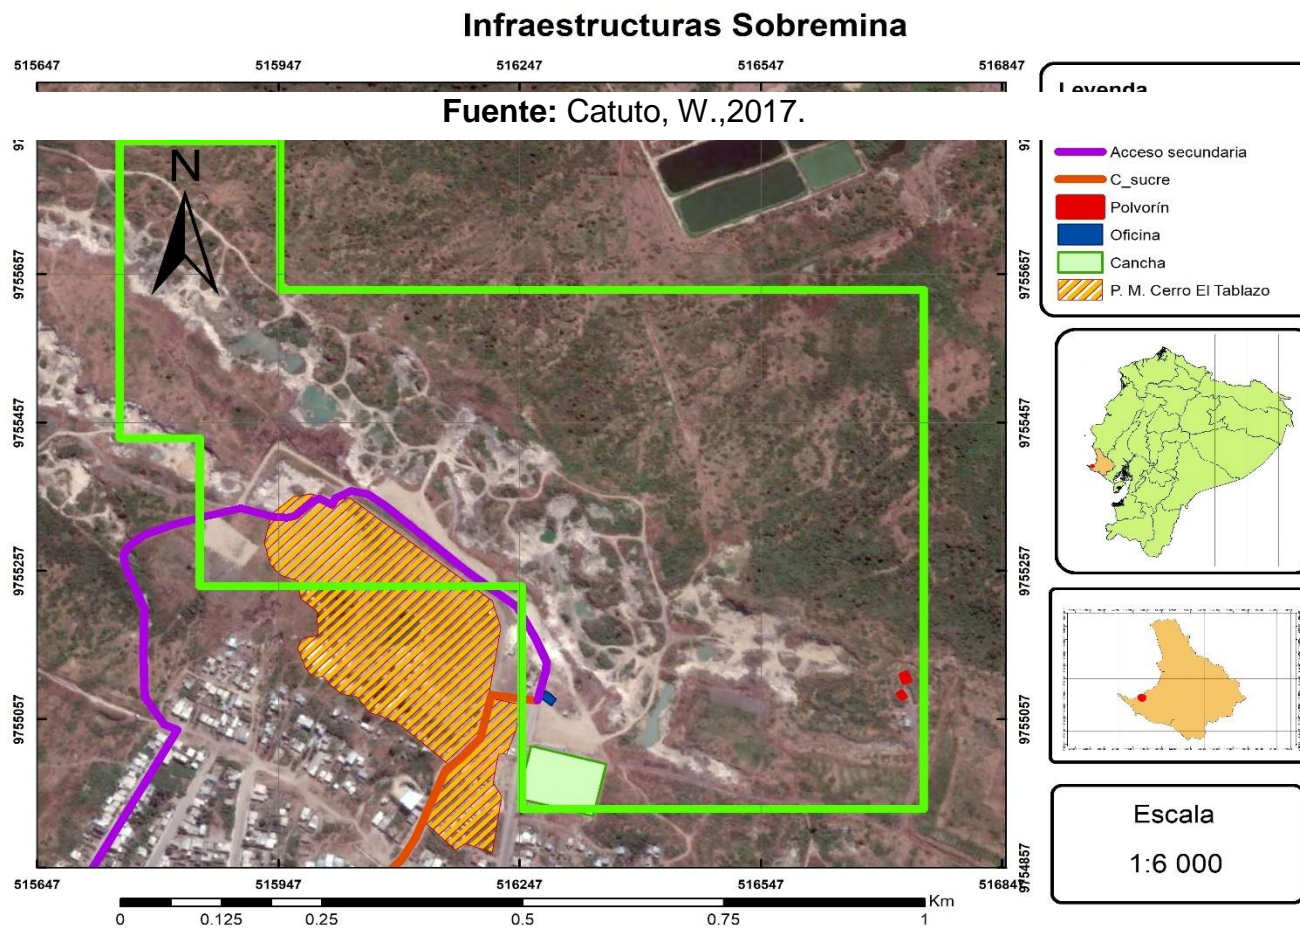 Infraestructuras Sobremina
515647 515947 516247 516547 516847
Leyenda
Fuente: Catuto, W.,2017.
N
Acceso secundaria
C_sucre
Polvorín
Oficina
Cancha
P. M. Cerro El Tablazo
9755657 9755657
9755457 9755457
9755257 9755257
9755057 9755057
9754857
515647 515947 516247 516547 516847
Km
0 0.125 0.25 0.5 0.75 1
Escala
1:6 000